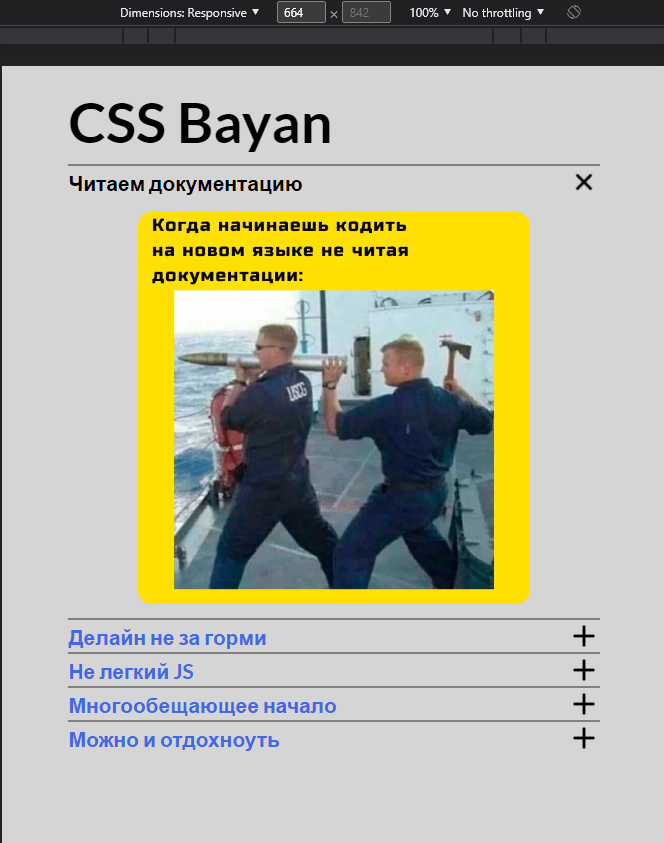 Dimensions: Responsive ▼ 664 × 842 100% ▼ No throttling ▼
CSS Bayan
Читаем документацию
Когда начинаешь кодить
на новом языке не читая
документации:
USCG
Делайн не за горми
Не легкий JS
Многообещающее начало
Можно и отдохноуть